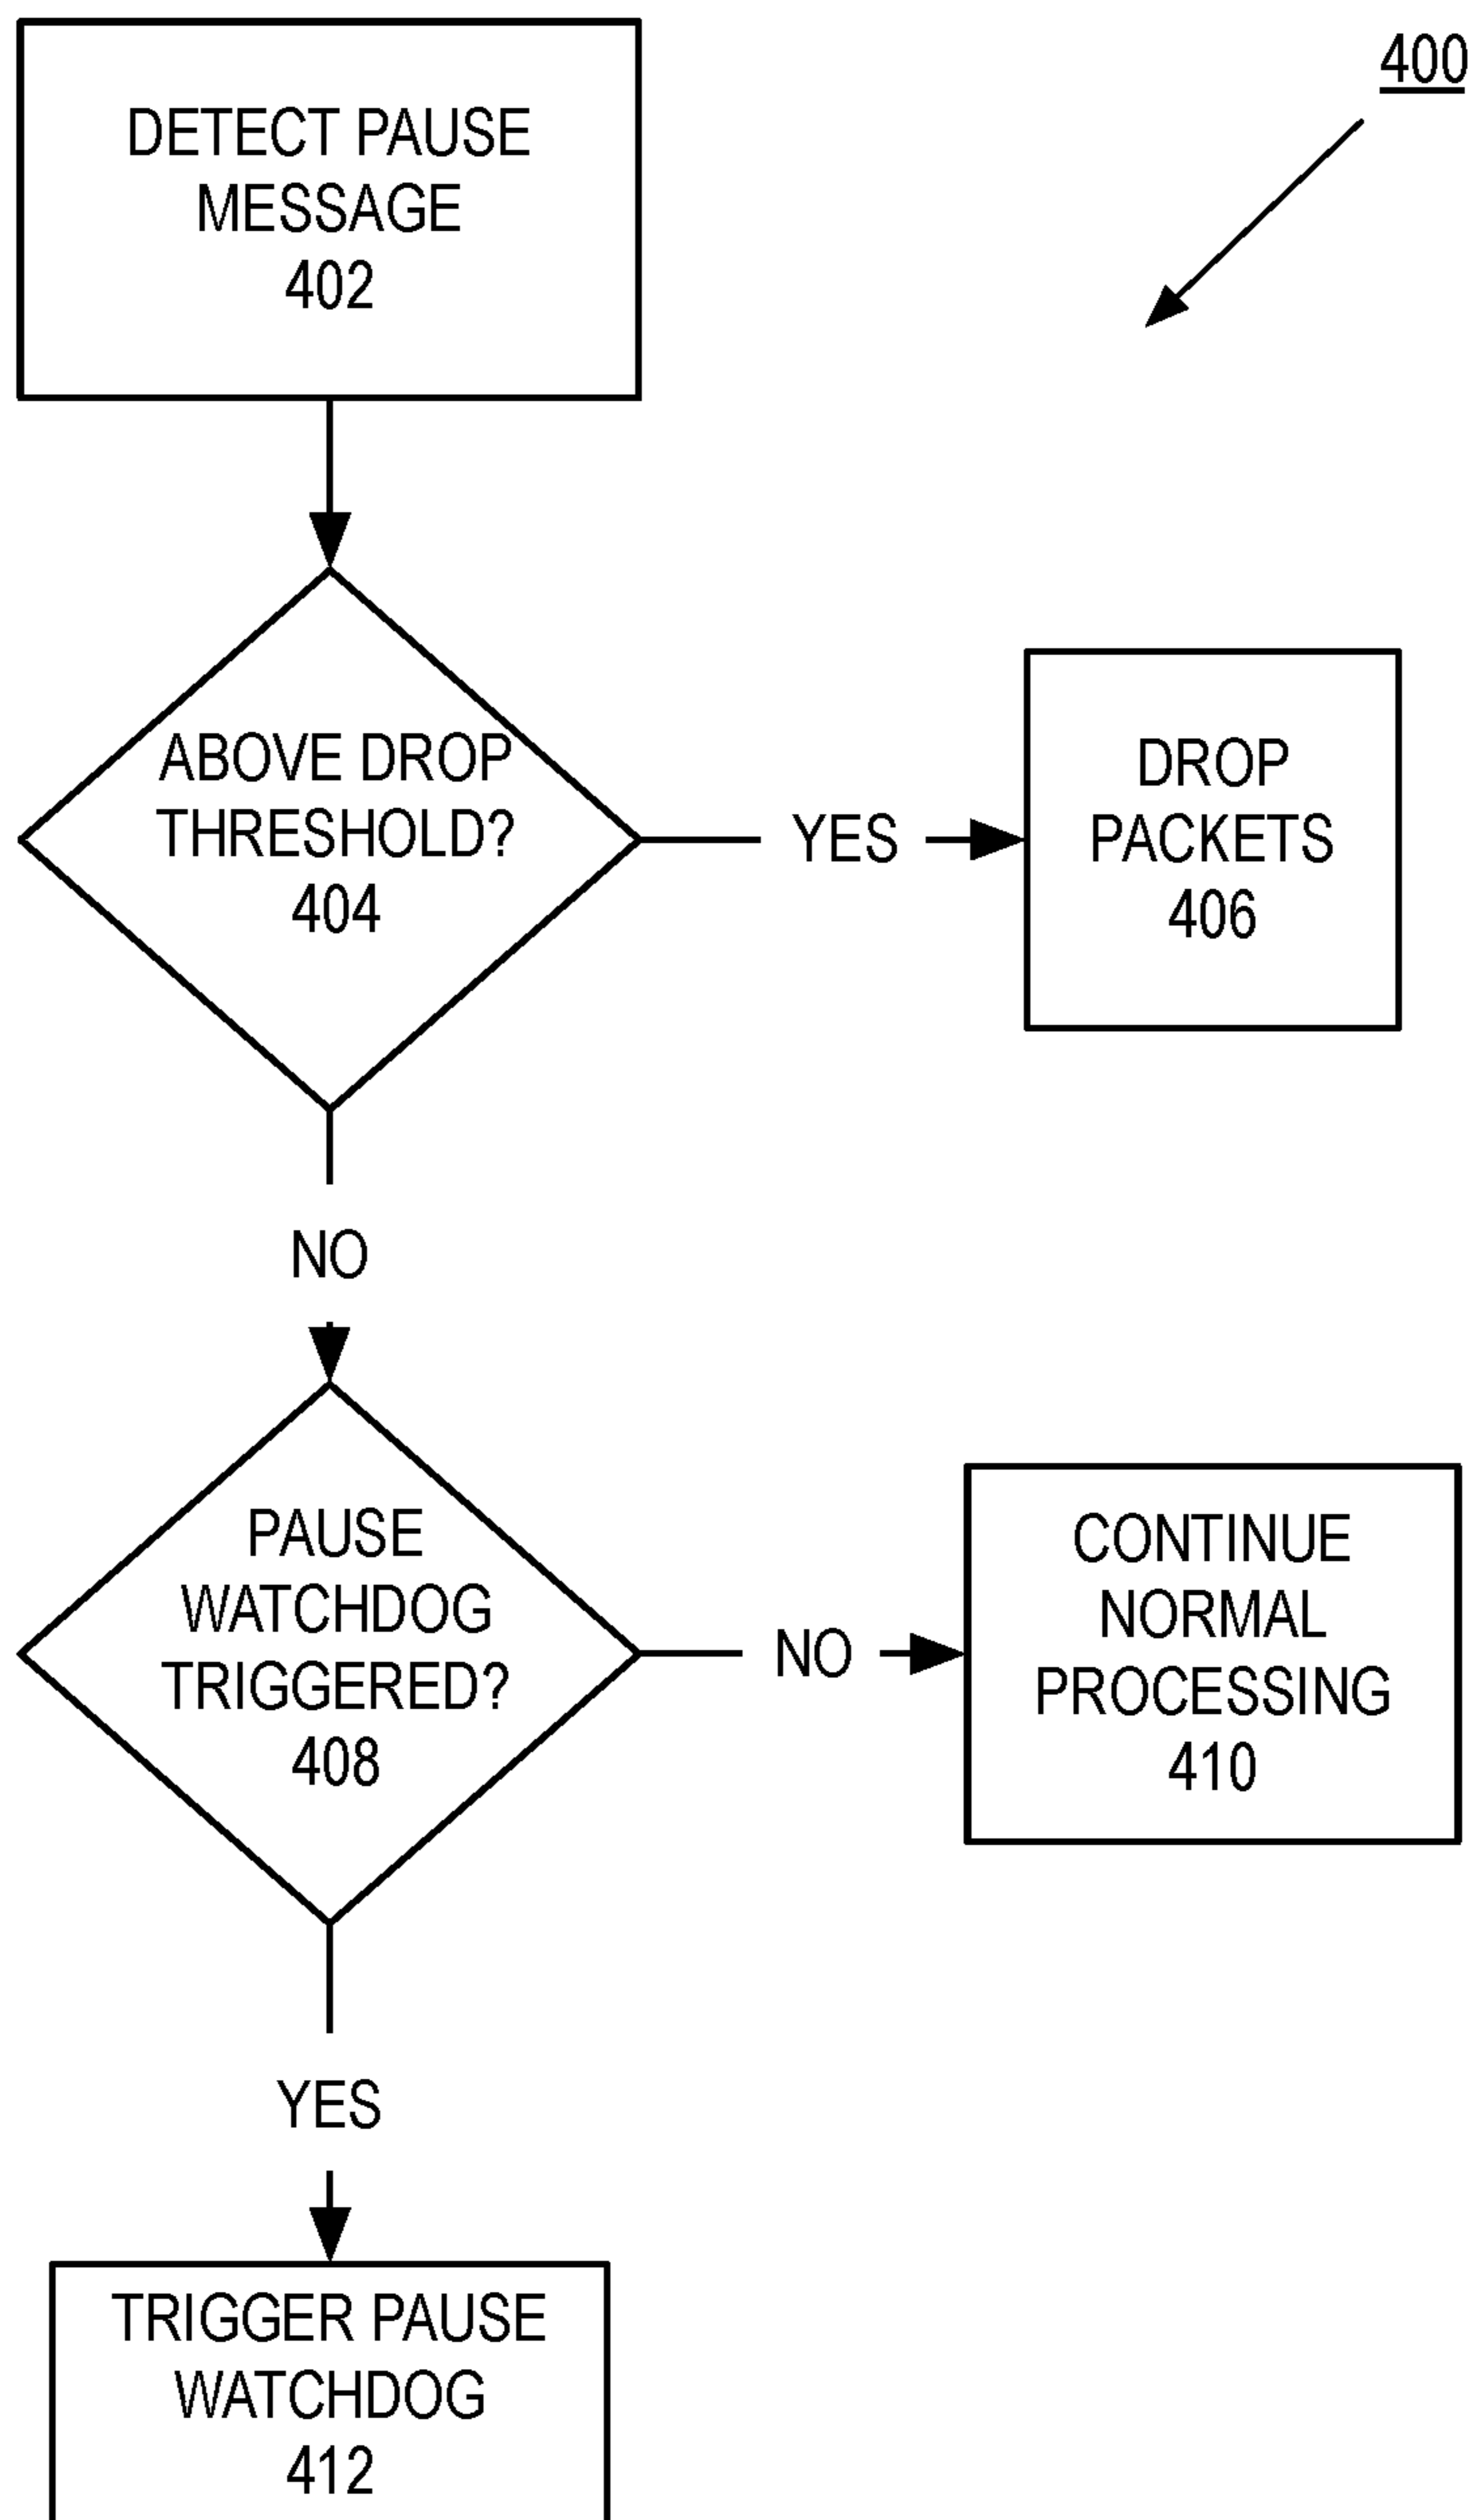 400
DETECT PAUSE
MESSAGE
402
ABOVE DROP
THRESHOLD?
404
YES
DROP
PACKETS
406
NO
PAUSE
WATCHDOG
TRIGGERED?
408
NO
CONTINUE
NORMAL
PROCESSING
410
YES
TRIGGER PAUSE
WATCHDOG
412